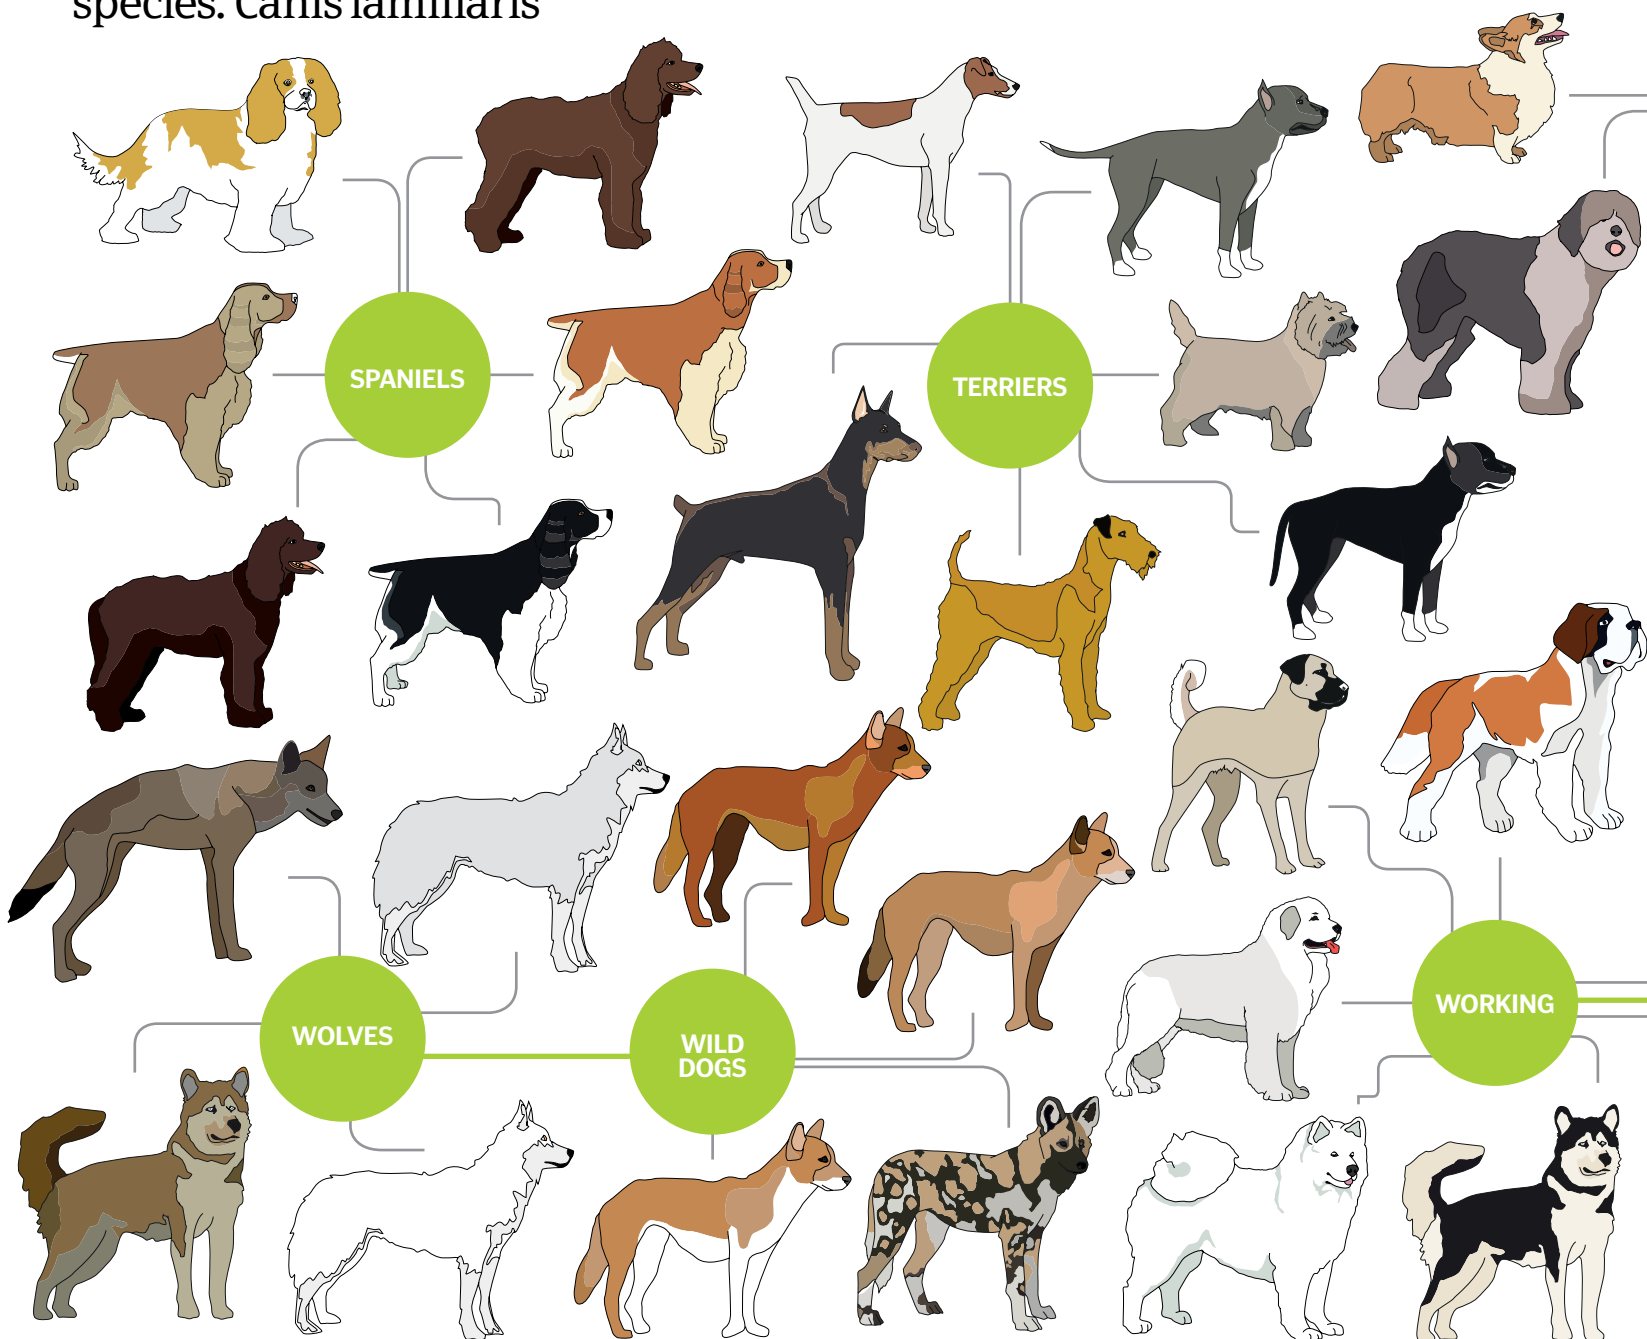 species. Canis familiaris
SPANIELS
TERRIERS
WORKING
WOLVES
WILD
DOGS